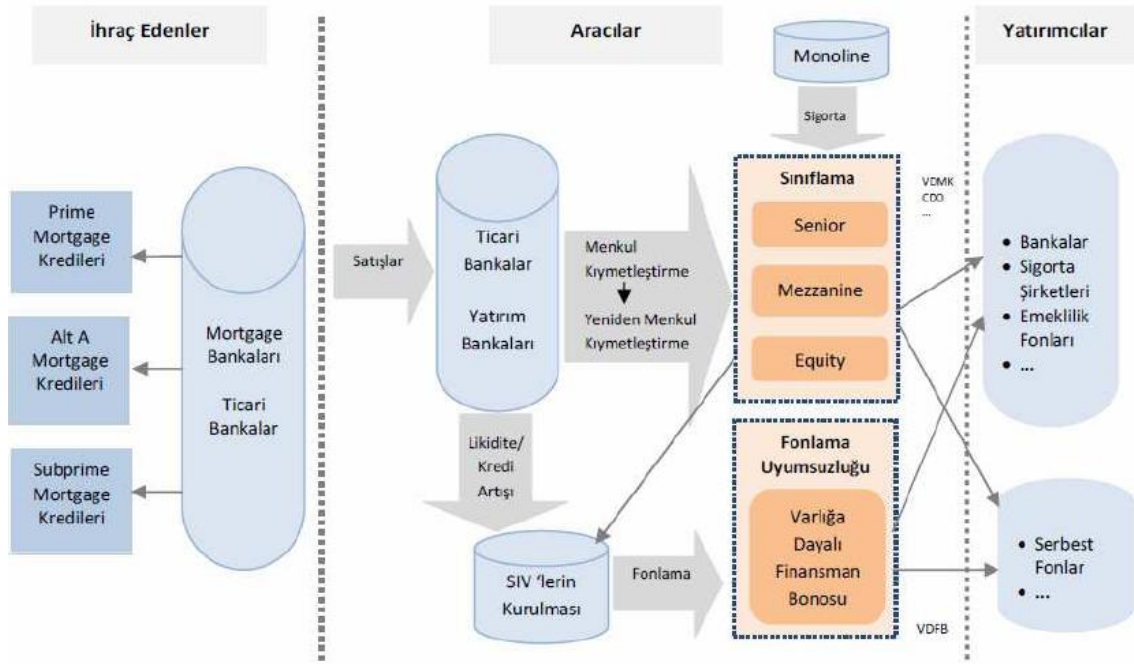 İhraç Edenler
Aracılar
Yatırımcılar
Monoline
Sigorta
Prime
Mortgage
Kredileri
Alt A
Mortgage
Kredileri
Subprime
Mortgage
Kredileri
Mortgage
Bankaları
Ticari
Bankalar
Satışlar
Ticari
Bankalar
Yatırım
Bankaları
Menkul
Kıymetleştirme
Yeniden Menkul
Kıymetleştirme
Sınıflama
Senior
Mezzanine
Equity
VDMK
CDO
...
• Bankalar
• Sigorta
Şirketleri
• Emeklilik
Fonları
• ...
Likidite/
Kredi
Artışı
SIV 'lerin
Kurulması
Fonlama
Fonlama
Uyumsuzluğu
Varlığa
Dayalı
Finansman
Bonosu
VDFB
• Serbest
Fonlar
• ...